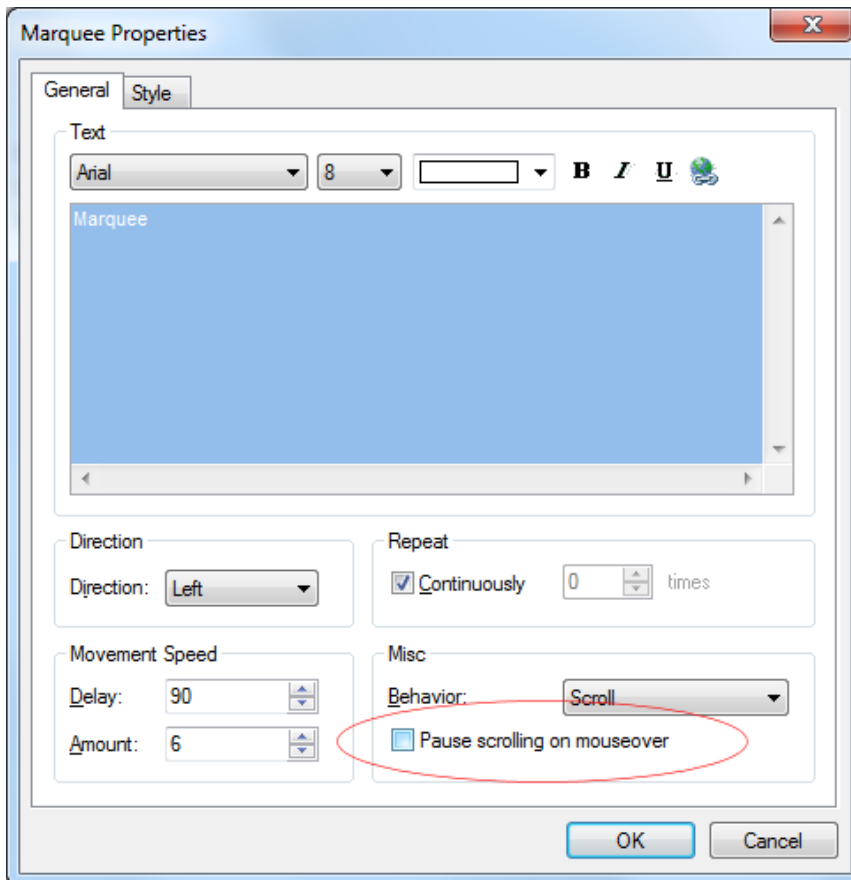 Marquee Properties
General Style
Text
Arial 8 B I U
Marquee
Direction
Direction: Left
Repeat
Continuously 0 times
Movement Speed
Delay: 90
Amount: 6
Misc
Behavior: Scroll
Pause scrolling on mouseover
OK Cancel